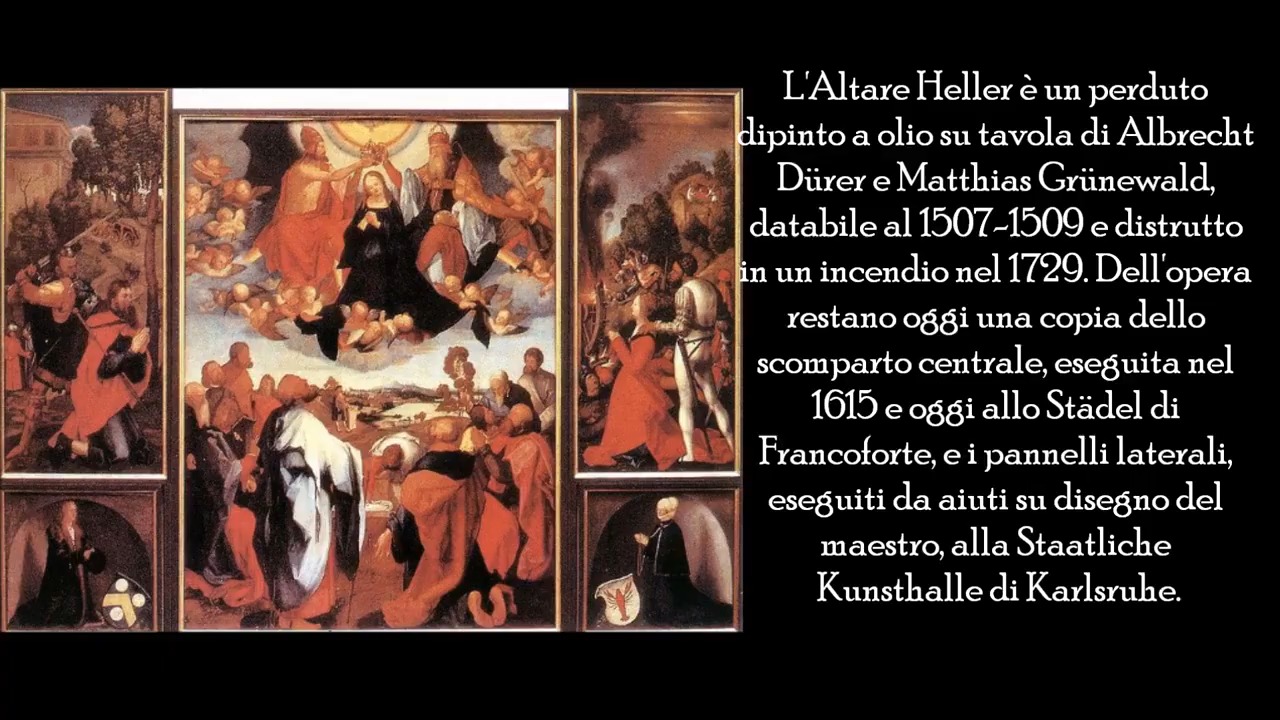 L'Altare Heller è un perduto
dipinto a olio su tavola di Albrecht
Dürer e Matthias Grünewald,
databile al 1507-1509 e distrutto
in un incendio nel 1729. Dell'opera
restano oggi una copia dello
scomparto centrale, eseguita nel
1615 e oggi allo Städel di
Francoforte, e i pannelli laterali,
eseguiti da aiuti su disegno del
maestro, alla Staatliche
Kunsthalle di Karlsruhe.